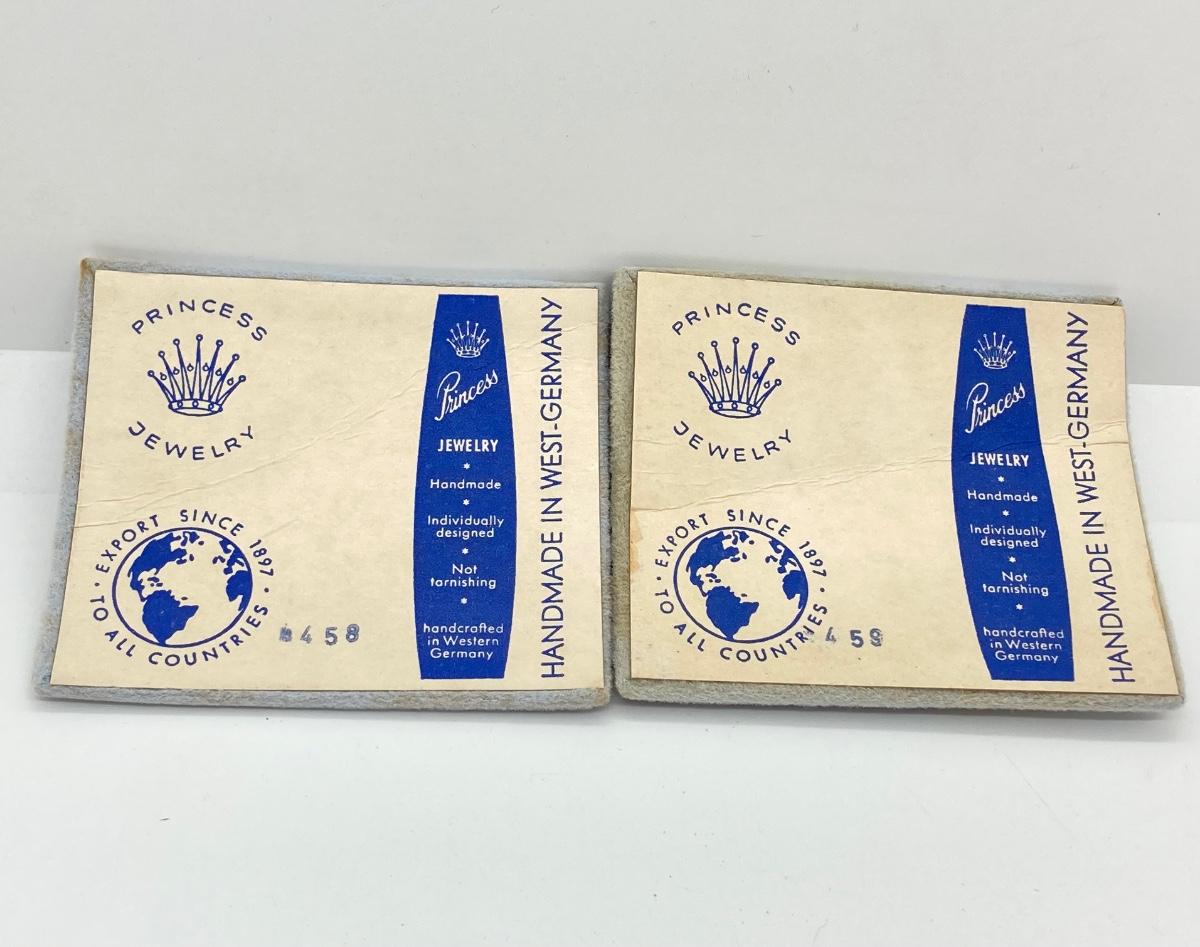 PRINCESS
JEWELRY
· EXPORT SINCE 1897 ·
TO ALL COUNTRIES
458
Princess
JEWELRY
*
Handmade
*
Individually
designed
*
Not
tarnishing
*
handcrafted
in Western
Germany
HANDMADE IN WEST-GERMANY
PRINCESS
JEWELRY
· EXPORT SINCE 1897 ·
TO ALL COUNTRIES
459
Princess
JEWELRY
*
Handmade
*
Individually
designed
*
Not
tarnishing
*
handcrafted
in Western
Germany
HANDMADE IN WEST-GERMANY